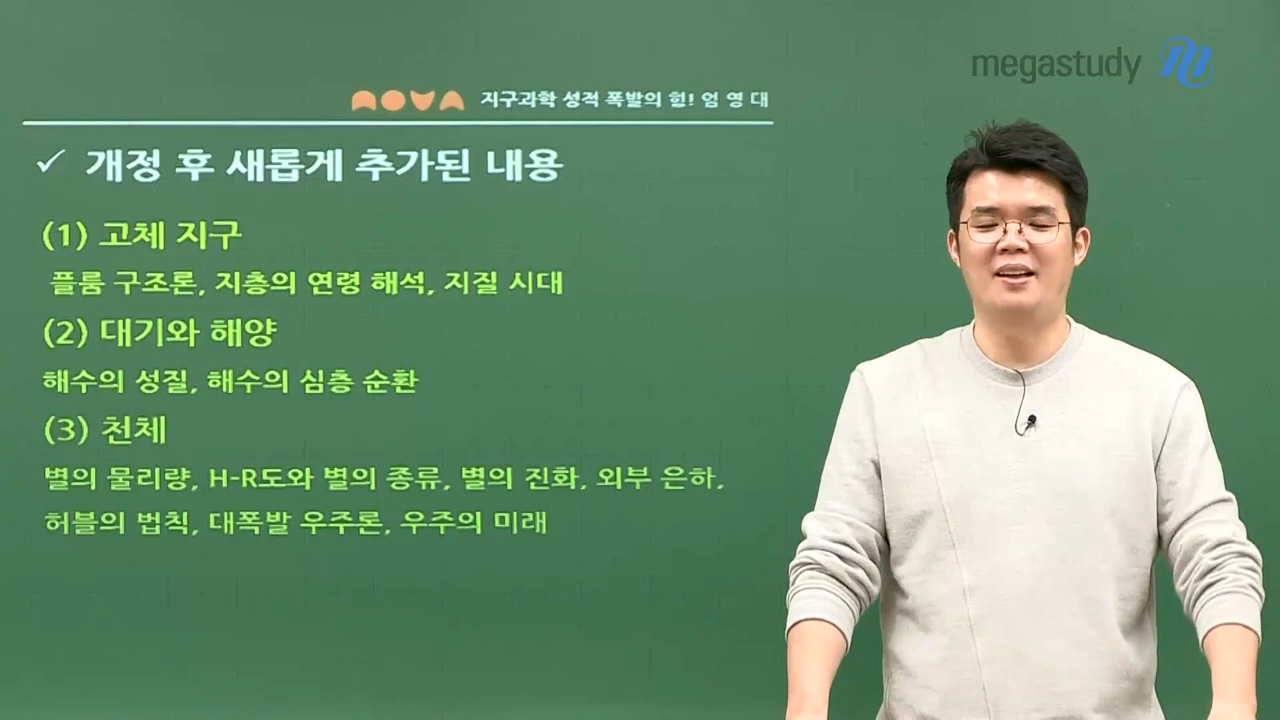 megastudy
NOVA 지구과학 성적 폭발의 힘! 엄영대
✓ 개정 후 새롭게 추가된 내용
(1) 고체 지구
플룸 구조론, 지층의 연령 해석, 지질 시대
(2) 대기와 해양
해수의 성질, 해수의 심층 순환
(3) 천체
별의 물리량, H-R도와 별의 종류, 별의 진화, 외부 은하,
허블의 법칙, 대폭발 우주론, 우주의 미래